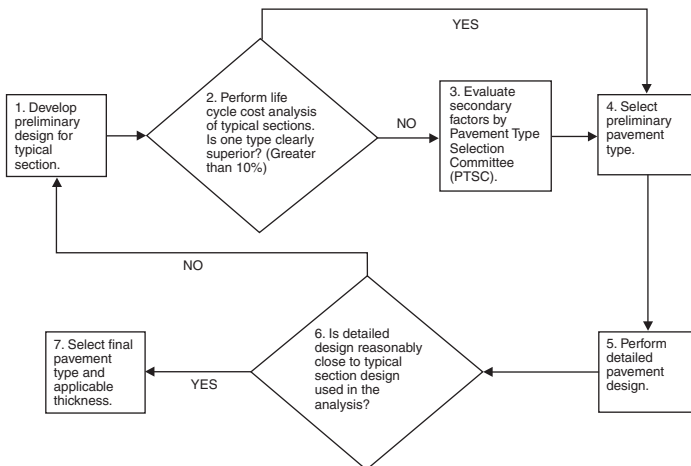 YES
1. Develop
preliminary
design for
typical
section.
2. Perform life
cycle cost analysis
of typical sections.
Is one type clearly
superior? (Greater
than 10%)
NO
3. Evaluate
secondary
factors by
Pavement Type
Selection
Committee
(PTSC).
4. Select
preliminary
pavement
type.
NO
7. Select final
pavement
type and
applicable
thickness.
YES
6. Is detailed
design reasonably
close to typical
section design
used in the
analysis?
5. Perform
detailed
pavement
design.